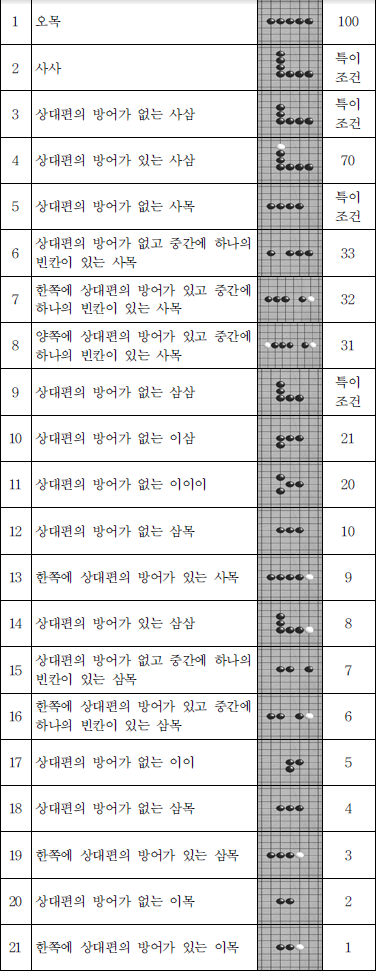 1 오목 100
2 사사 특이
조건
3 상대편의 방어가 없는 사삼 특이
조건
4 상대편의 방어가 있는 사삼 70
5 상대편의 방어가 없는 사목 특이
조건
6 상대편의 방어가 없고 중간에 하나의
빈칸이 있는 사목 33
7 한쪽에 상대편의 방어가 있고 중간에
하나의 빈칸이 있는 사목 32
8 양쪽에 상대편의 방어가 있고 중간에
하나의 빈칸이 있는 사목 31
9 상대편의 방어가 없는 삼삼 특이
조건
10 상대편의 방어가 없는 이삼 21
11 상대편의 방어가 없는 이이이 20
12 상대편의 방어가 없는 삼목 10
13 한쪽에 상대편의 방어가 있는 사목 9
14 상대편의 방어가 있는 삼삼 8
15 상대편의 방어가 없고 중간에 하나의
빈칸이 있는 삼목 7
16 한쪽에 상대편의 방어가 있고 중간에
하나의 빈칸이 있는 삼목 6
17 상대편의 방어가 없는 이이 5
18 상대편의 방어가 없는 삼목 4
19 한쪽에 상대편의 방어가 있는 삼목 3
20 상대편의 방어가 없는 이목 2
21 한쪽에 상대편의 방어가 있는 이목 1